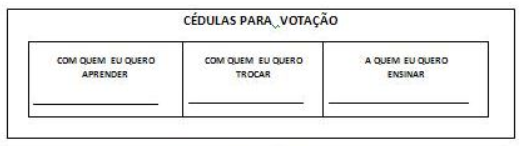 CÉDULAS PARA VOTAÇÃO
COM QUEM EU QUERO
APRENDER
COM QUEM EU QUERO
TROCAR
A QUEM EU QUERO
ENSINAR